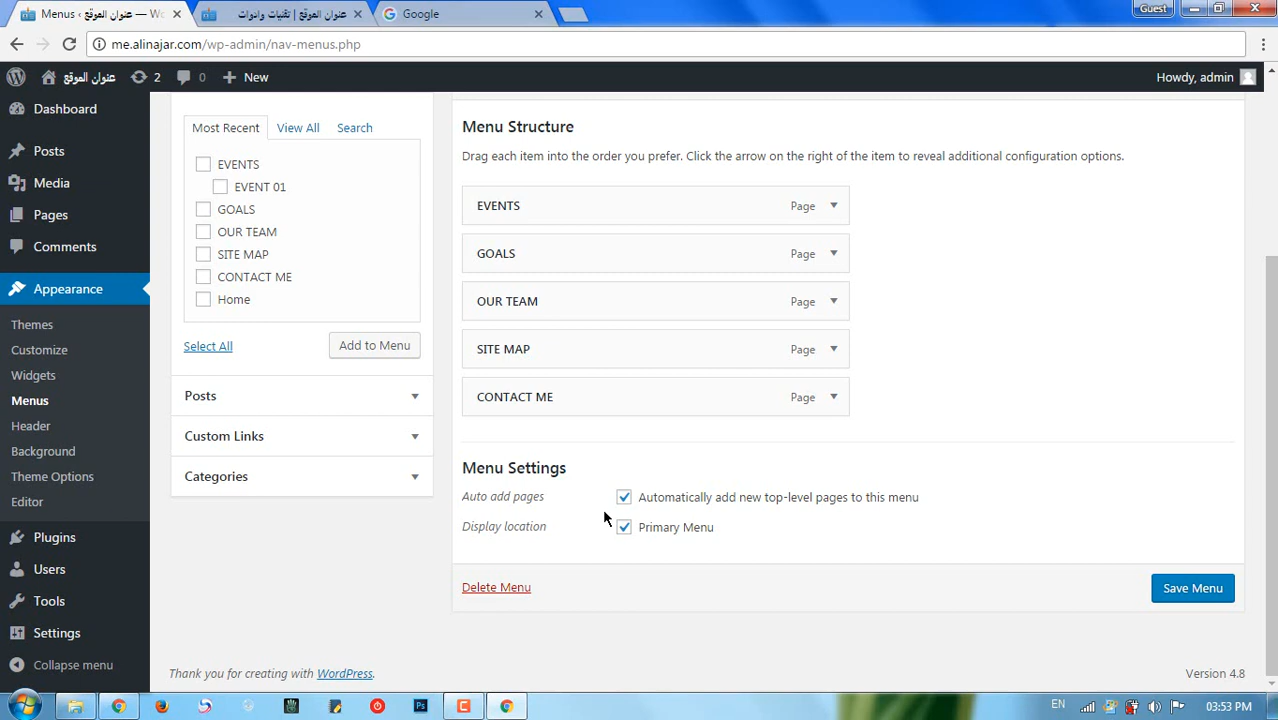 Menus ‹ عنوان الموقع — Wo
عنوان الموقع | تقنيات وادوات
Google
Guest
me.alinajar.com/wp-admin/nav-menus.php
عنوان الموقع
2
0
New
Howdy, admin
Dashboard
Posts
Media
Pages
Comments
Appearance
Themes
Customize
Widgets
Menus
Header
Background
Theme Options
Editor
Plugins
Users
Tools
Settings
Collapse menu
Most Recent
View All
Search
EVENTS
EVENT 01
GOALS
OUR TEAM
SITE MAP
CONTACT ME
Home
Select All
Add to Menu
Posts
Custom Links
Categories
Menu Structure
Drag each item into the order you prefer. Click the arrow on the right of the item to reveal additional configuration options.
EVENTS Page
GOALS Page
OUR TEAM Page
SITE MAP Page
CONTACT ME Page
Menu Settings
Auto add pages Automatically add new top-level pages to this menu
Display location Primary Menu
Delete Menu
Save Menu
Thank you for creating with WordPress.
Version 4.8
Ps
EN
03:53 PM